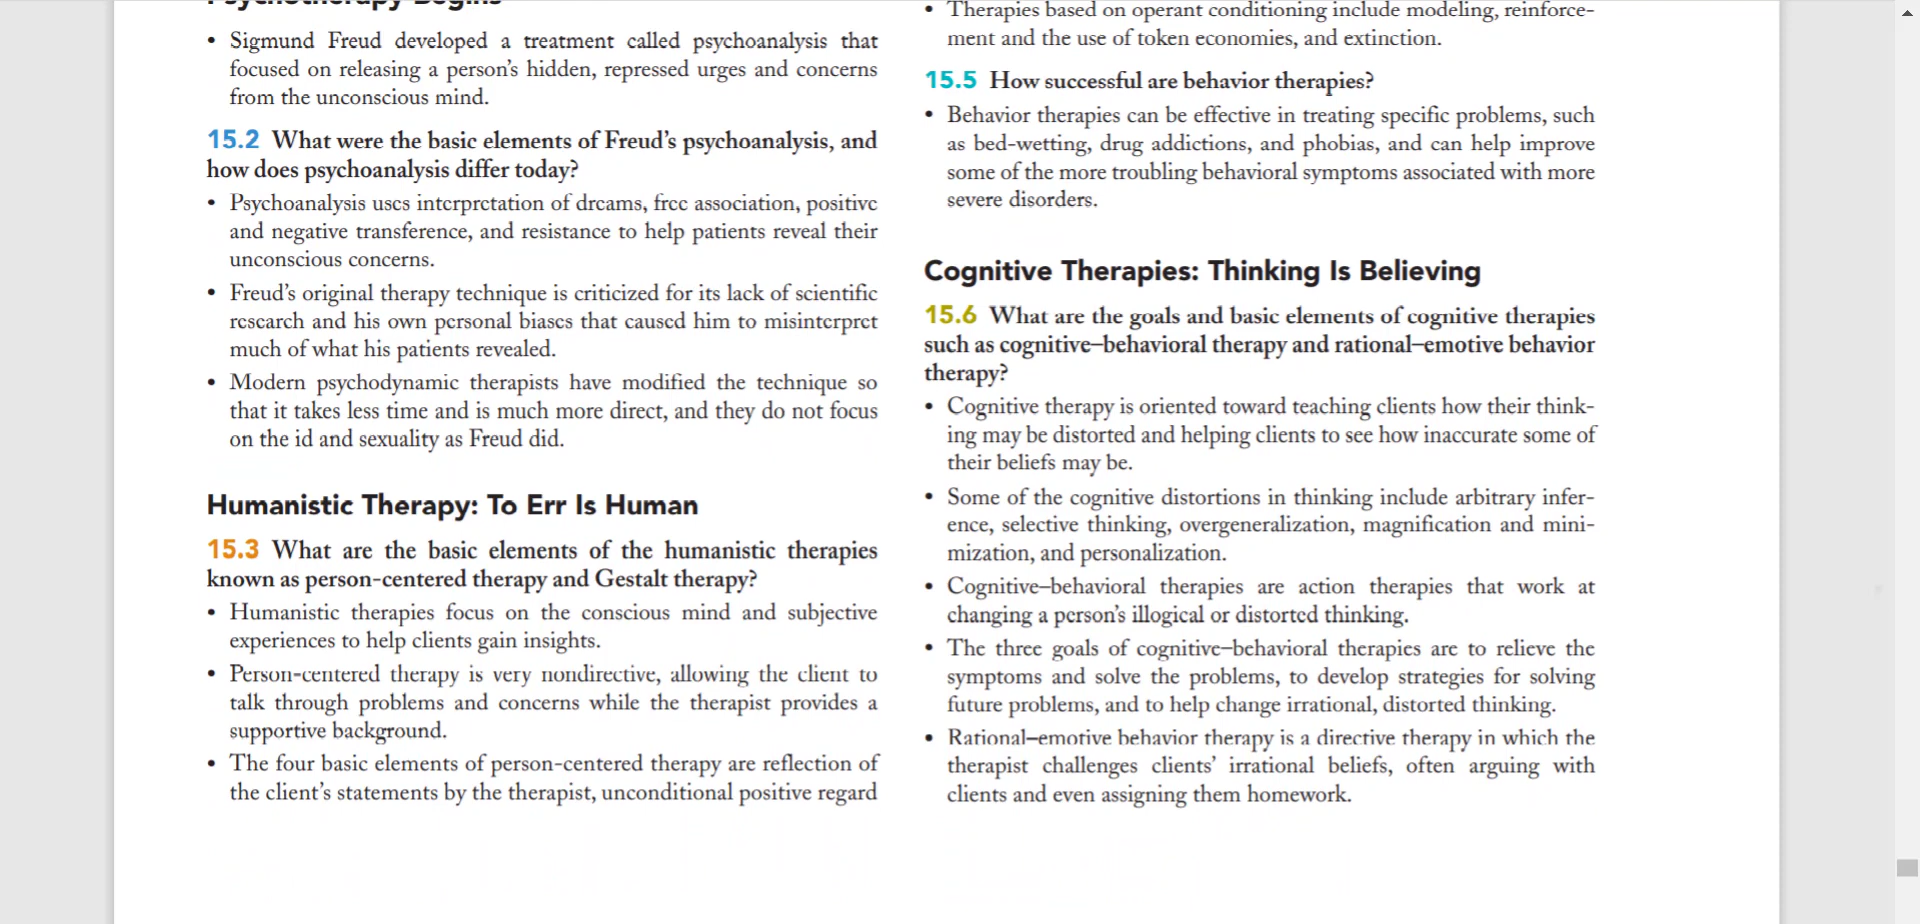 Psychotherapy Begins
• Sigmund Freud developed a treatment called psychoanalysis that
focused on releasing a person’s hidden, repressed urges and concerns
from the unconscious mind.
15.2 What were the basic elements of Freud’s psychoanalysis, and
how does psychoanalysis differ today?
• Psychoanalysis uses interpretation of dreams, free association, positive
and negative transference, and resistance to help patients reveal their
unconscious concerns.
• Freud’s original therapy technique is criticized for its lack of scientific
research and his own personal biases that caused him to misinterpret
much of what his patients revealed.
• Modern psychodynamic therapists have modified the technique so
that it takes less time and is much more direct, and they do not focus
on the id and sexuality as Freud did.
Humanistic Therapy: To Err Is Human
15.3 What are the basic elements of the humanistic therapies
known as person-centered therapy and Gestalt therapy?
• Humanistic therapies focus on the conscious mind and subjective
experiences to help clients gain insights.
• Person-centered therapy is very nondirective, allowing the client to
talk through problems and concerns while the therapist provides a
supportive background.
• The four basic elements of person-centered therapy are reflection of
the client’s statements by the therapist, unconditional positive regard
• Therapies based on operant conditioning include modeling, reinforce-
ment and the use of token economies, and extinction.
15.5 How successful are behavior therapies?
• Behavior therapies can be effective in treating specific problems, such
as bed-wetting, drug addictions, and phobias, and can help improve
some of the more troubling behavioral symptoms associated with more
severe disorders.
Cognitive Therapies: Thinking Is Believing
15.6 What are the goals and basic elements of cognitive therapies
such as cognitive–behavioral therapy and rational–emotive behavior
therapy?
• Cognitive therapy is oriented toward teaching clients how their think-
ing may be distorted and helping clients to see how inaccurate some of
their beliefs may be.
• Some of the cognitive distortions in thinking include arbitrary infer-
ence, selective thinking, overgeneralization, magnification and mini-
mization, and personalization.
• Cognitive–behavioral therapies are action therapies that work at
changing a person’s illogical or distorted thinking.
• The three goals of cognitive–behavioral therapies are to relieve the
symptoms and solve the problems, to develop strategies for solving
future problems, and to help change irrational, distorted thinking.
• Rational–emotive behavior therapy is a directive therapy in which the
therapist challenges clients’ irrational beliefs, often arguing with
clients and even assigning them homework.